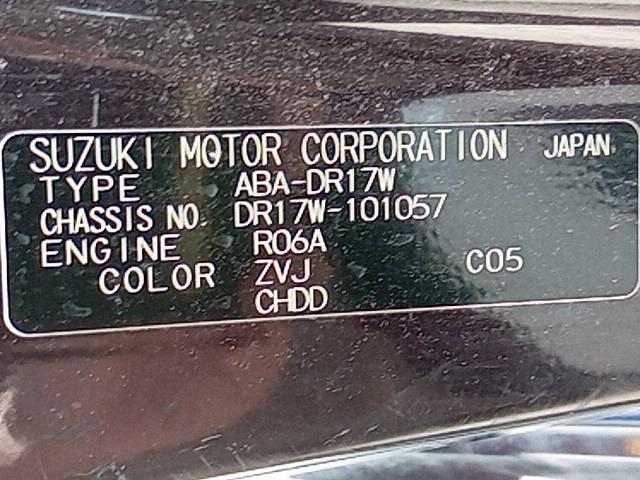 SUZUKI MOTOR CORPORATION JAPAN
TYPE ABA-DR17W
CHASSIS NO. DR17W-101057
ENGINE R06A
COLOR ZVJ C05
CHDD